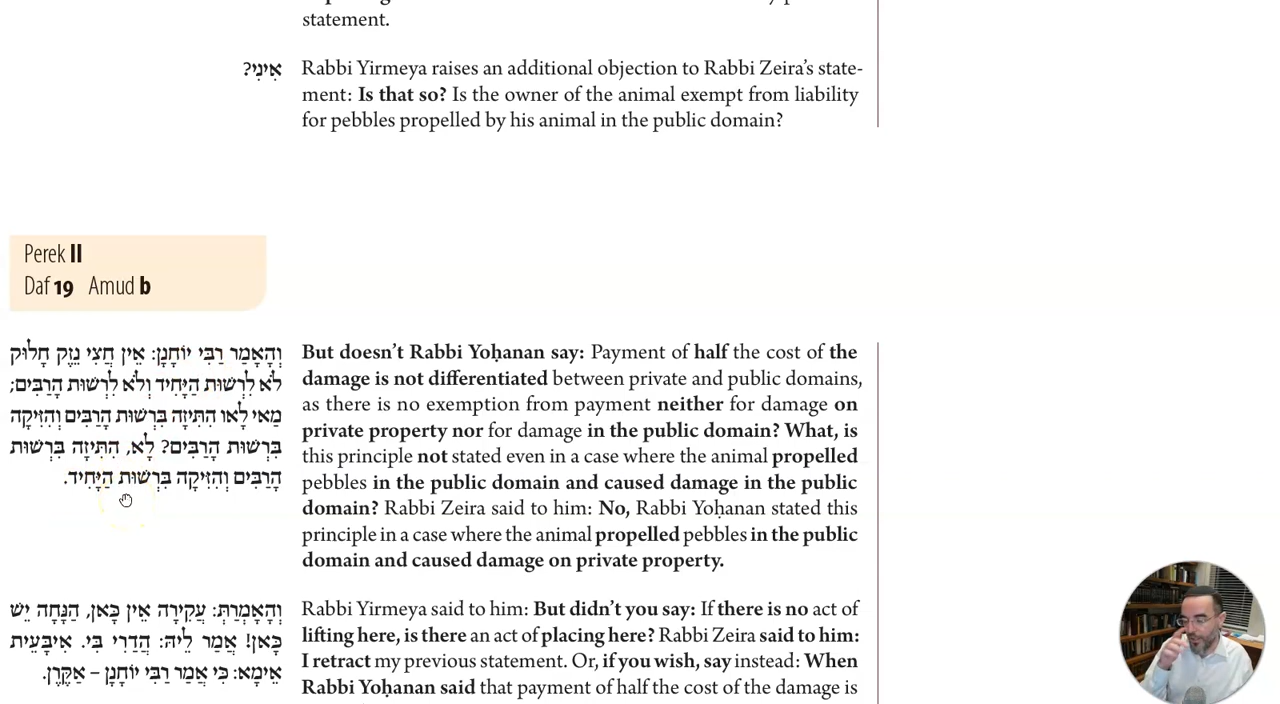 statement.
אִינִי?
Rabbi Yirmeya raises an additional objection to Rabbi Zeira's state-
ment: Is that so? Is the owner of the animal exempt from liability
for pebbles propelled by his animal in the public domain?
Perek II
Daf 19 Amud b
וְהָאָמַר רַבִּי יוֹחָנָן: אֵין חֲצִי נֵזֶק חָלוּק
לֹא לִרְשׁוּת הַיָּחִיד וְלֹא לִרְשׁוּת הָרַבִּים;
מַאי לָאו הִתִּיזָה בִּרְשׁוּת הָרַבִּים וְהִזִּיקָה
בִּרְשׁוּת הָרַבִּים? לָא, הִתִּיזָה בִּרְשׁוּת
הָרַבִּים וְהִזִּיקָה בִּרְשׁוּת הַיָּחִיד.
But doesn't Rabbi Yoḥanan say: Payment of half the cost of the
damage is not differentiated between private and public domains,
as there is no exemption from payment neither for damage on
private property nor for damage in the public domain? What, is
this principle not stated even in a case where the animal propelled
pebbles in the public domain and caused damage in the public
domain? Rabbi Zeira said to him: No, Rabbi Yoḥanan stated this
principle in a case where the animal propelled pebbles in the public
domain and caused damage on private property.
וְהָאָמְרַתְּ: עֲקִירָה אֵין כָּאן, הַנָּחָה יֵשׁ
כָּאן! אֲמַר לֵיהּ: הֲדַרִי בִּי. אִיבָּעֵית
אֵימָא: כִּי אֲמַר רַבִּי יוֹחָנָן – אַקֶּרֶן.
Rabbi Yirmeya said to him: But didn't you say: If there is no act of
lifting here, is there an act of placing here? Rabbi Zeira said to him:
I retract my previous statement. Or, if you wish, say instead: When
Rabbi Yoḥanan said that payment of half the cost of the damage is